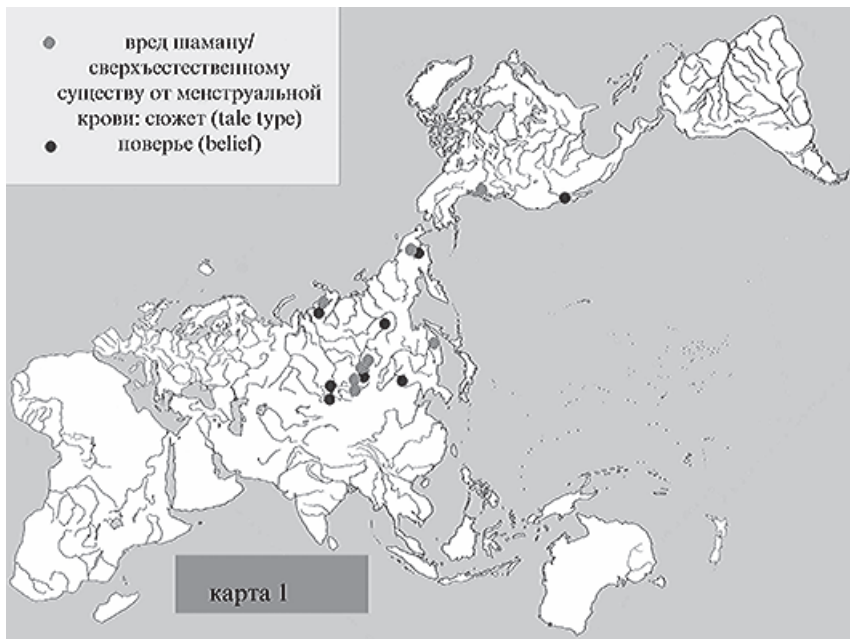 вред шаману/
сверхъестественному
существу от менструальной
крови: сюжет (tale type)
поверье (belief)
карта 1